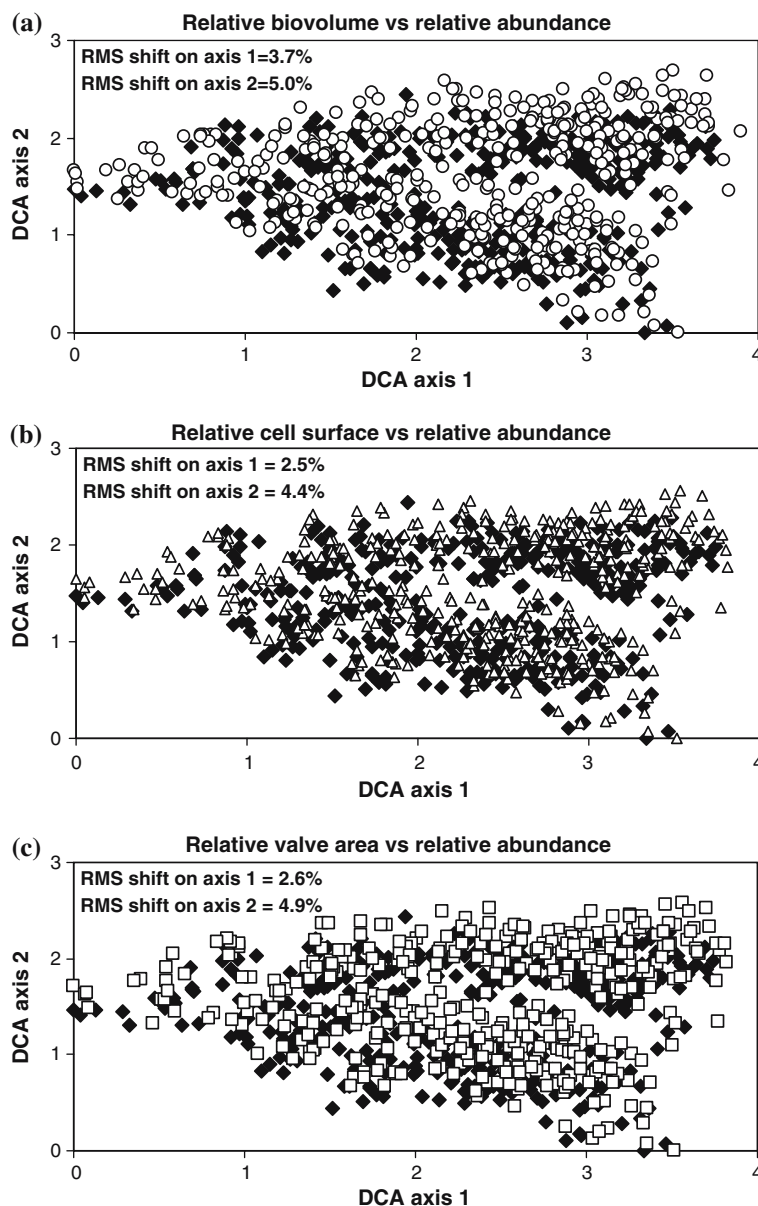 (a)
Relative biovolume vs relative abundance
RMS shift on axis 1=3.7%
RMS shift on axis 2=5.0%
3
2
1
0
DCA axis 2
0 1 2 3 4
DCA axis 1
(b)
Relative cell surface vs relative abundance
RMS shift on axis 1 = 2.5%
RMS shift on axis 2 = 4.4%
3
2
1
0
DCA axis 2
0 1 2 3 4
DCA axis 1
(c)
Relative valve area vs relative abundance
RMS shift on axis 1 = 2.6%
RMS shift on axis 2 = 4.9%
3
2
1
0
DCA axis 2
0 1 2 3 4
DCA axis 1